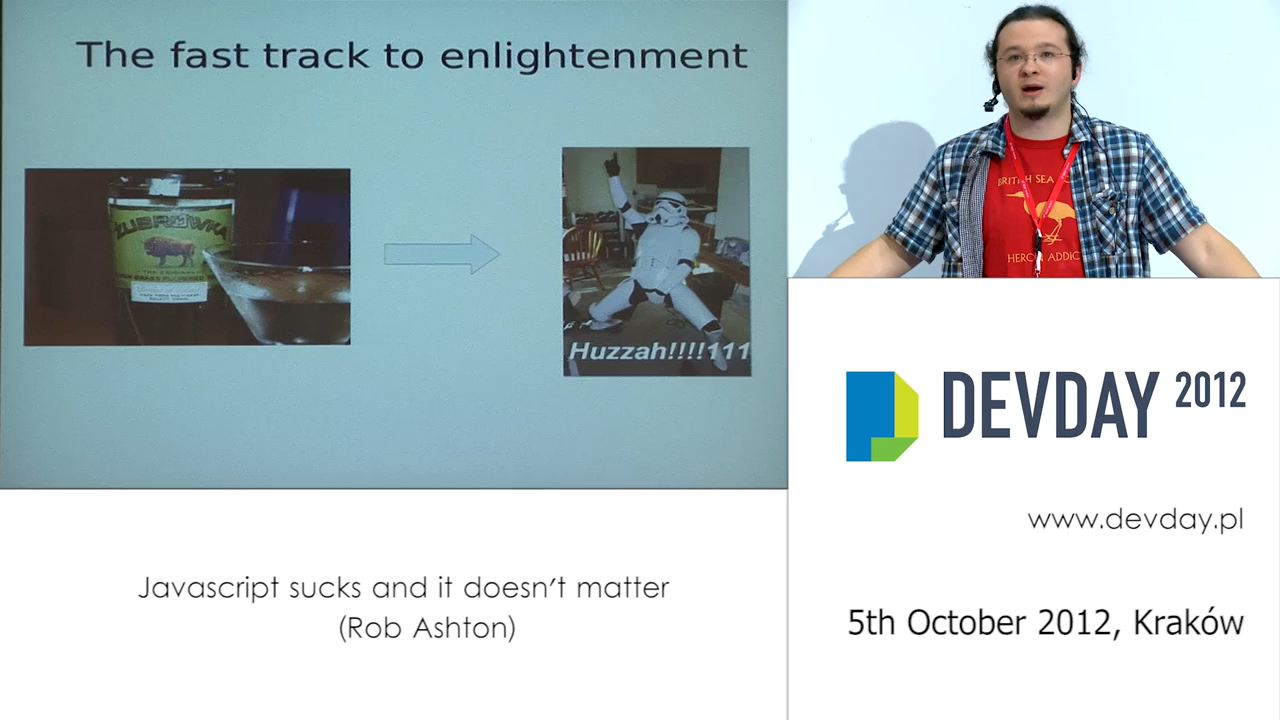 The fast track to enlightenment
ŻUBRÓWKA
Huzzah!!!!111
BRITISH SEA
HERON ADDIC
DEVDAY 2012
www.devday.pl
Javascript sucks and it doesn't matter
(Rob Ashton)
5th October 2012, Kraków